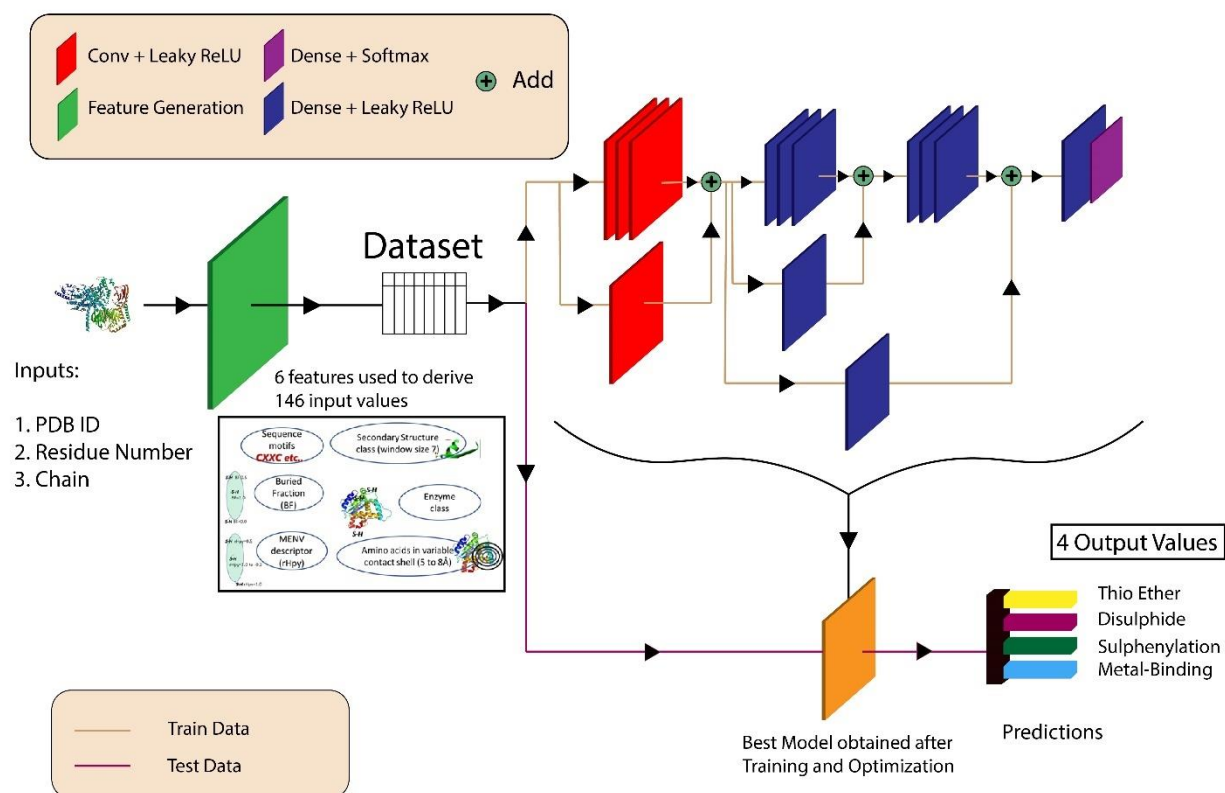 Conv + Leaky ReLU
Dense + Softmax
Add
Feature Generation
Dense + Leaky ReLU
Dataset
Inputs:
1. PDB ID
2. Residue Number
3. Chain
6 features used to derive
146 input values
Sequence
motifs
CXXC etc..
Secondary Structure
class (window size 7)
Buried
Fraction
(BF)
S-H
S-H
S-H
Enzyme
class
MENV
descriptor
(rHpy)
Amino acids in variable
contact shell (5 to 8Å)
4 Output Values
Thio Ether
Disulphide
Sulphenylation
Metal-Binding
Predictions
Best Model obtained after
Training and Optimization
Train Data
Test Data